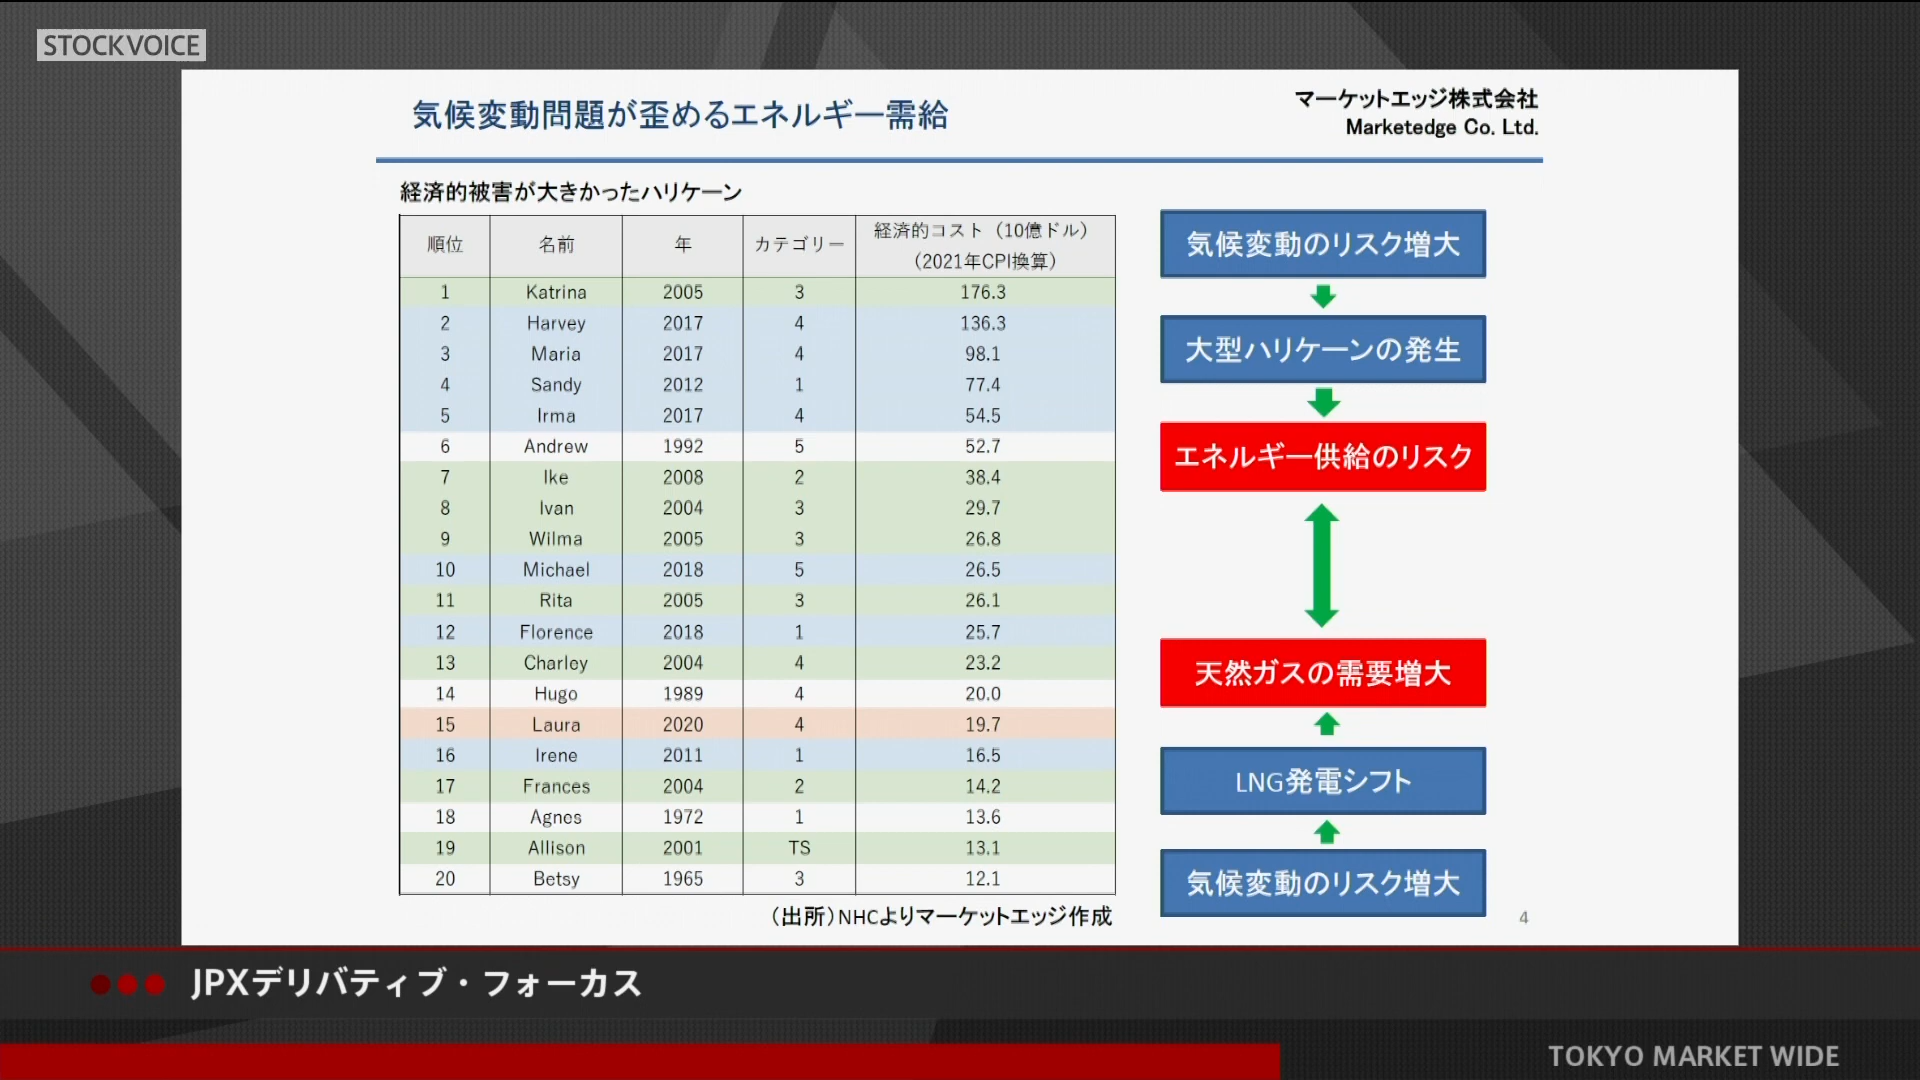 STOCKVOICE
気候変動問題が歪めるエネルギー需給
マーケットエッジ株式会社
Marketedge Co. Ltd.
経済的被害が大きかったハリケーン
順位 名前 年 カテゴリー 経済的コスト（10億ドル）
（2021年CPI換算）
1 Katrina 2005 3 176.3
2 Harvey 2017 4 136.3
3 Maria 2017 4 98.1
4 Sandy 2012 1 77.4
5 Irma 2017 4 54.5
6 Andrew 1992 5 52.7
7 Ike 2008 2 38.4
8 Ivan 2004 3 29.7
9 Wilma 2005 3 26.8
10 Michael 2018 5 26.5
11 Rita 2005 3 26.1
12 Florence 2018 1 25.7
13 Charley 2004 4 23.2
14 Hugo 1989 4 20.0
15 Laura 2020 4 19.7
16 Irene 2011 1 16.5
17 Frances 2004 2 14.2
18 Agnes 1972 1 13.6
19 Allison 2001 TS 13.1
20 Betsy 1965 3 12.1
（出所）NHCよりマーケットエッジ作成
気候変動のリスク増大
大型ハリケーンの発生
エネルギー供給のリスク
天然ガスの需要増大
LNG発電シフト
気候変動のリスク増大
4
JPXデリバティブ・フォーカス
TOKYO MARKET WIDE